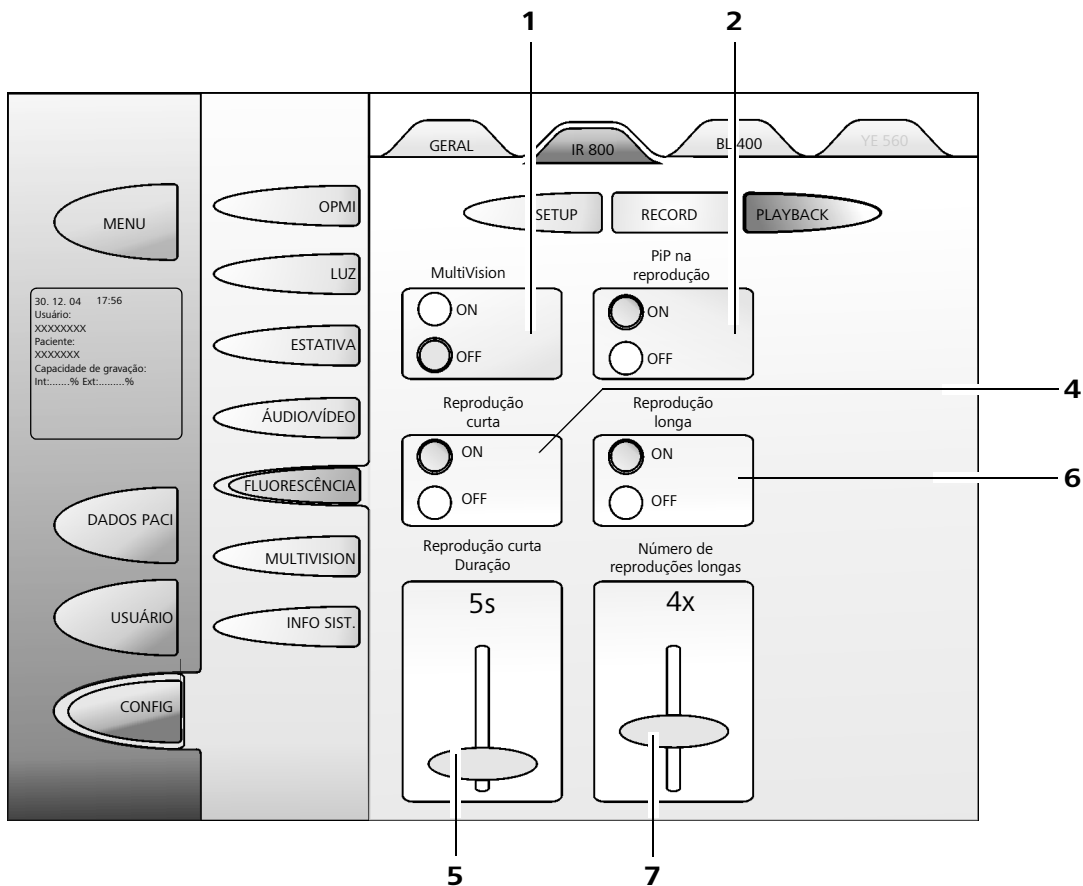 1
2
GERAL
IR 800
BL 400
YE 560
MENU
OPMI
SETUP
RECORD
PLAYBACK
LUZ
MultiVision
PiP na
reprodução
ON
OFF
ON
OFF
30. 12. 04 17:56
Usuário:
XXXXXXXX
Paciente:
XXXXXXX
Capacidade de gravação:
Int:.......% Ext:.........%
ESTATIVA
ÁUDIO/VÍDEO
FLUORESCÊNCIA
MULTIVISION
INFO SIST.
4
Reprodução
curta
ON
OFF
Reprodução
longa
ON
OFF
6
DADOS PACI
USUÁRIO
CONFIG
Reprodução curta
Duração
5s
Número de
reproduções longas
4x
5
7